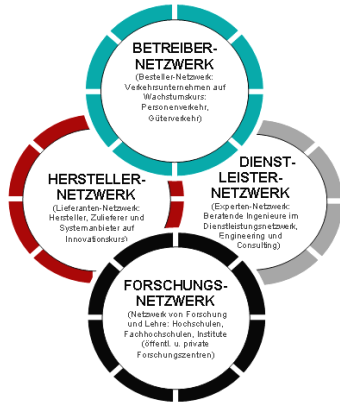 BETREIBER-
NETZWERK
(Besteller-Netzwerk:
Verkehrsunternehmen auf
Wachstumskurs:
Personenverkehr,
Güterverkehr)
HERSTELLER-
NETZWERK
(Lieferanten-Netzwerk:
Hersteller, Zulieferer und
Systemanbieter auf
Innovationskurs)
DIENST-
LEISTER-
NETZWERK
(Experten-Netzwerk:
Beratende Ingenieure im
Dienstleistungsnetzwerk,
Engineering und
Consulting)
FORSCHUNGS-
NETZWERK
(Netzwerk von Forschung
und Lehre: Hochschulen,
Fachhochschulen, Institute
(öffentl. u. private
Forschungszentren)